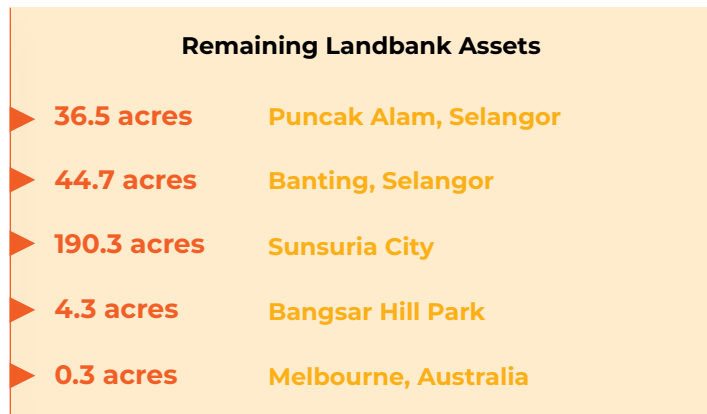 Remaining Landbank Assets
36.5 acres Puncak Alam, Selangor
44.7 acres Banting, Selangor
190.3 acres Sunsuria City
4.3 acres Bangsar Hill Park
0.3 acres Melbourne, Australia